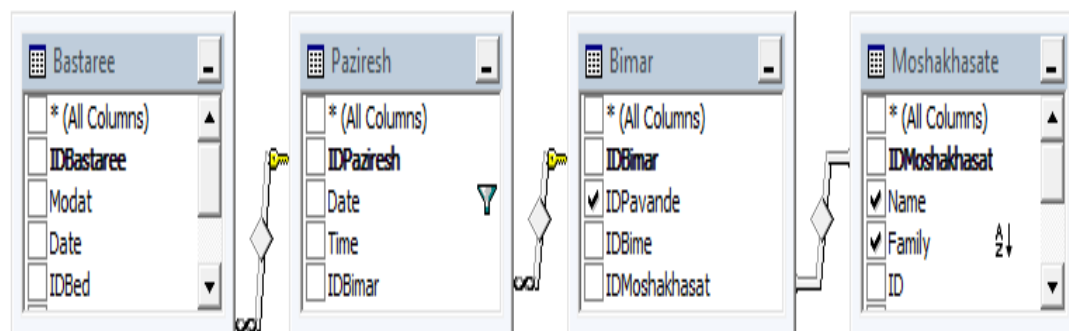 Bastaree
* (All Columns)
IDBastaree
Modat
Date
IDBed
Paziresh
* (All Columns)
IDPaziresh
Date
Time
IDBimar
Bimar
* (All Columns)
IDBimar
IDPavande
IDBime
IDMoshakhasat
Moshakhasate
* (All Columns)
IDMoshakhasat
Name
Family
A
Z
ID